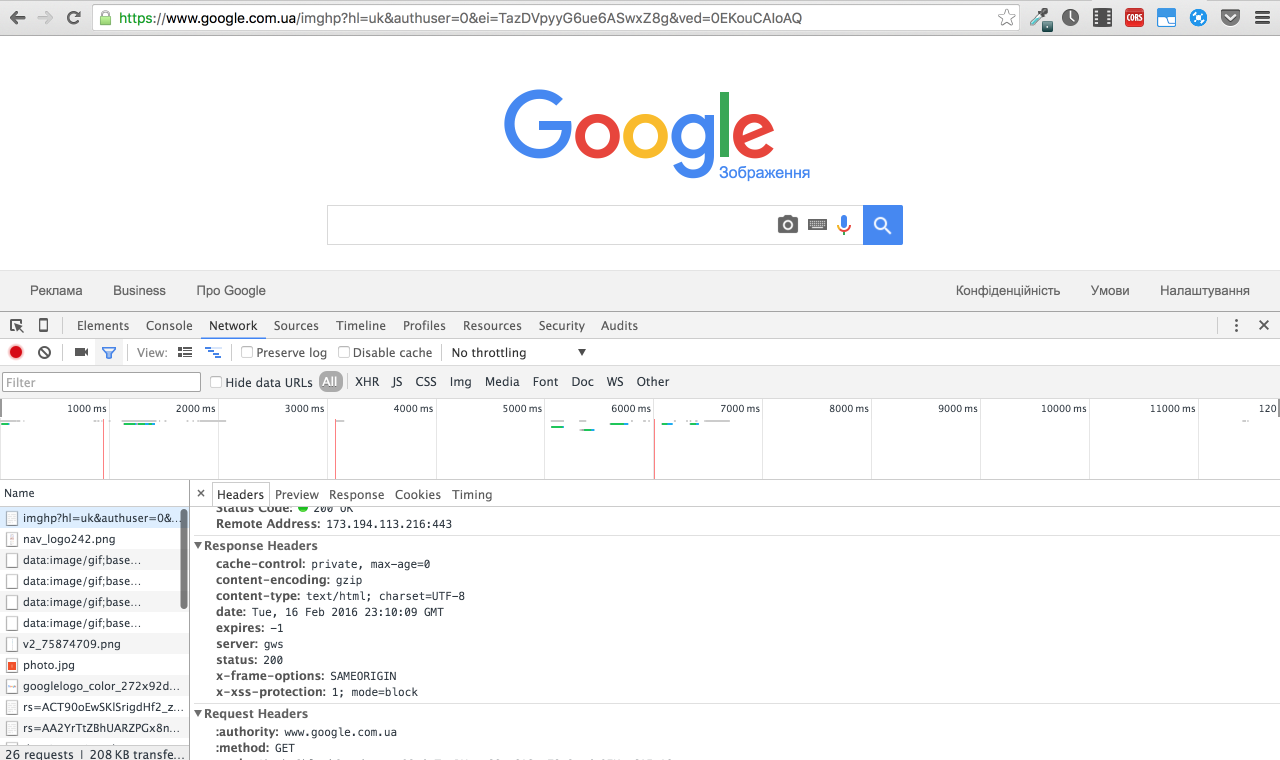 https://www.google.com.ua/imghp?hl=uk&authuser=0&ei=TazDVpyyG6ue6ASwxZ8g&ved=0EKouCAIoAQ
CORS
Google
Зображення
Реклама Business Про Google Конфіденційність Умови Налаштування
Elements Console Network Sources Timeline Profiles Resources Security Audits
View: Preserve log Disable cache No throttling
Filter Hide data URLs All XHR JS CSS Img Media Font Doc WS Other
1000 ms 2000 ms 3000 ms 4000 ms 5000 ms 6000 ms 7000 ms 8000 ms 9000 ms 10000 ms 11000 ms 120
Name
imghp?hl=uk&authuser=0&...
nav_logo242.png
data:image/gif;base...
data:image/gif;base...
data:image/gif;base...
data:image/gif;base...
v2_75874709.png
photo.jpg
googlelogo_color_272x92d...
rs=ACT90oEwSKlSrigdHf2_z...
rs=AA2YrTtZBhUARZPGx8n...
26 requests | 208 KB transfe...
× Headers Preview Response Cookies Timing
Status Code: 200 OK
Remote Address: 173.194.113.216:443
Response Headers
cache-control: private, max-age=0
content-encoding: gzip
content-type: text/html; charset=UTF-8
date: Tue, 16 Feb 2016 23:10:09 GMT
expires: -1
server: gws
status: 200
x-frame-options: SAMEORIGIN
x-xss-protection: 1; mode=block
Request Headers
:authority: www.google.com.ua
:method: GET